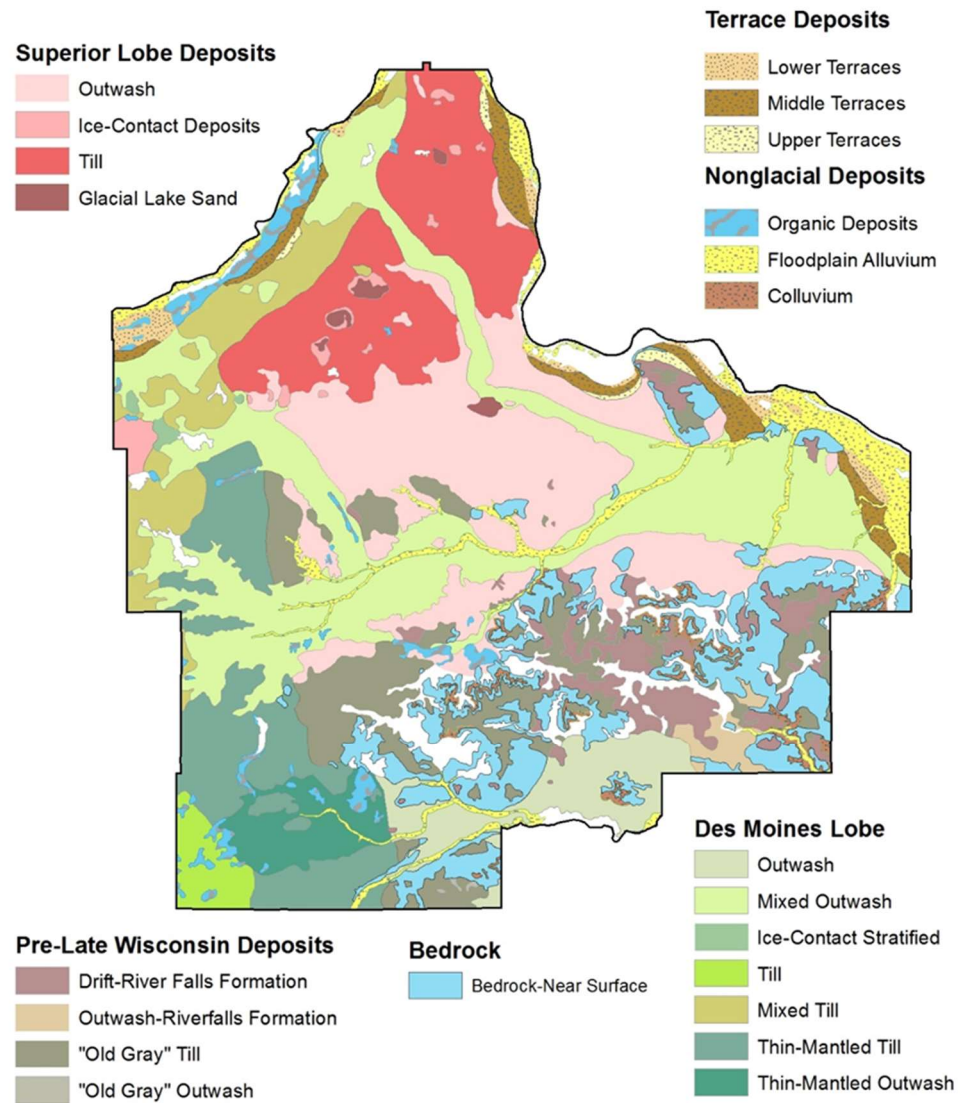 Superior Lobe Deposits
Outwash
Ice-Contact Deposits
Till
Glacial Lake Sand
Terrace Deposits
Lower Terraces
Middle Terraces
Upper Terraces
Nonglacial Deposits
Organic Deposits
Floodplain Alluvium
Colluvium
Pre-Late Wisconsin Deposits
Drift-River Falls Formation
Outwash-Riverfalls Formation
"Old Gray" Till
"Old Gray" Outwash
Bedrock
Bedrock-Near Surface
Des Moines Lobe
Outwash
Mixed Outwash
Ice-Contact Stratified
Till
Mixed Till
Thin-Mantled Till
Thin-Mantled Outwash